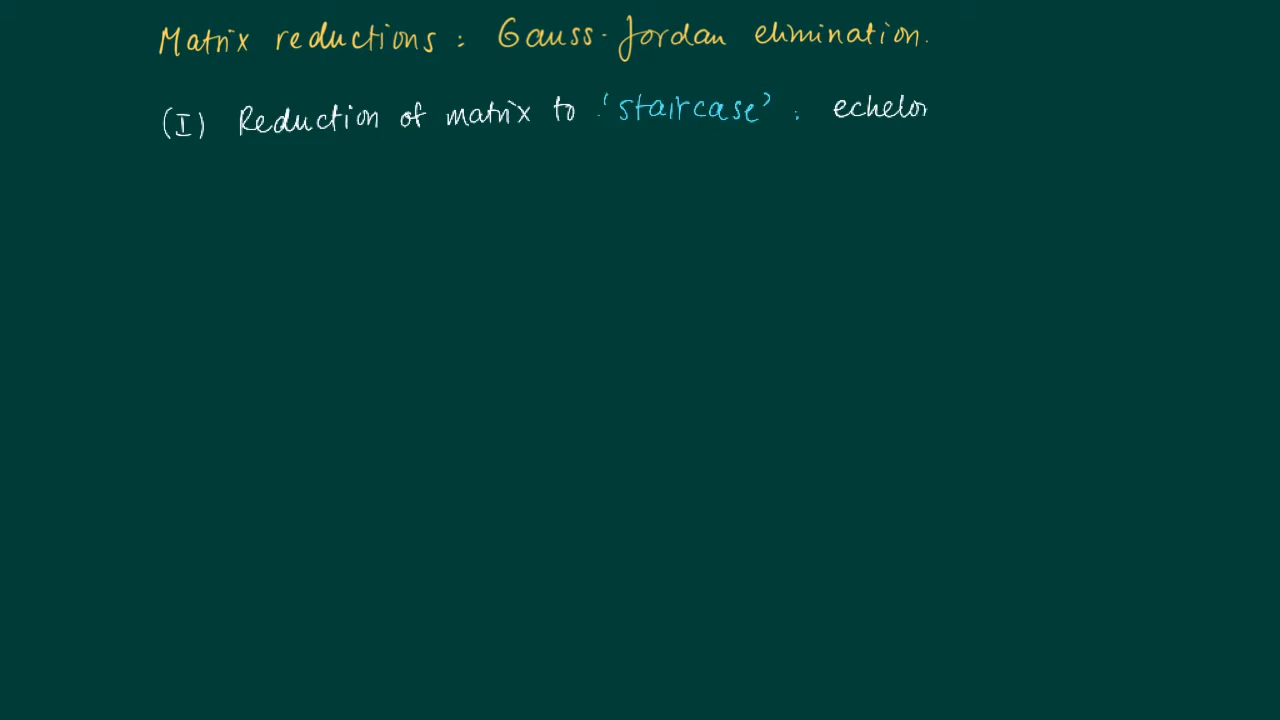 Matrix reductions : Gauss-Jordan elimination.
(I) Reduction of matrix to 'staircase' : echelon